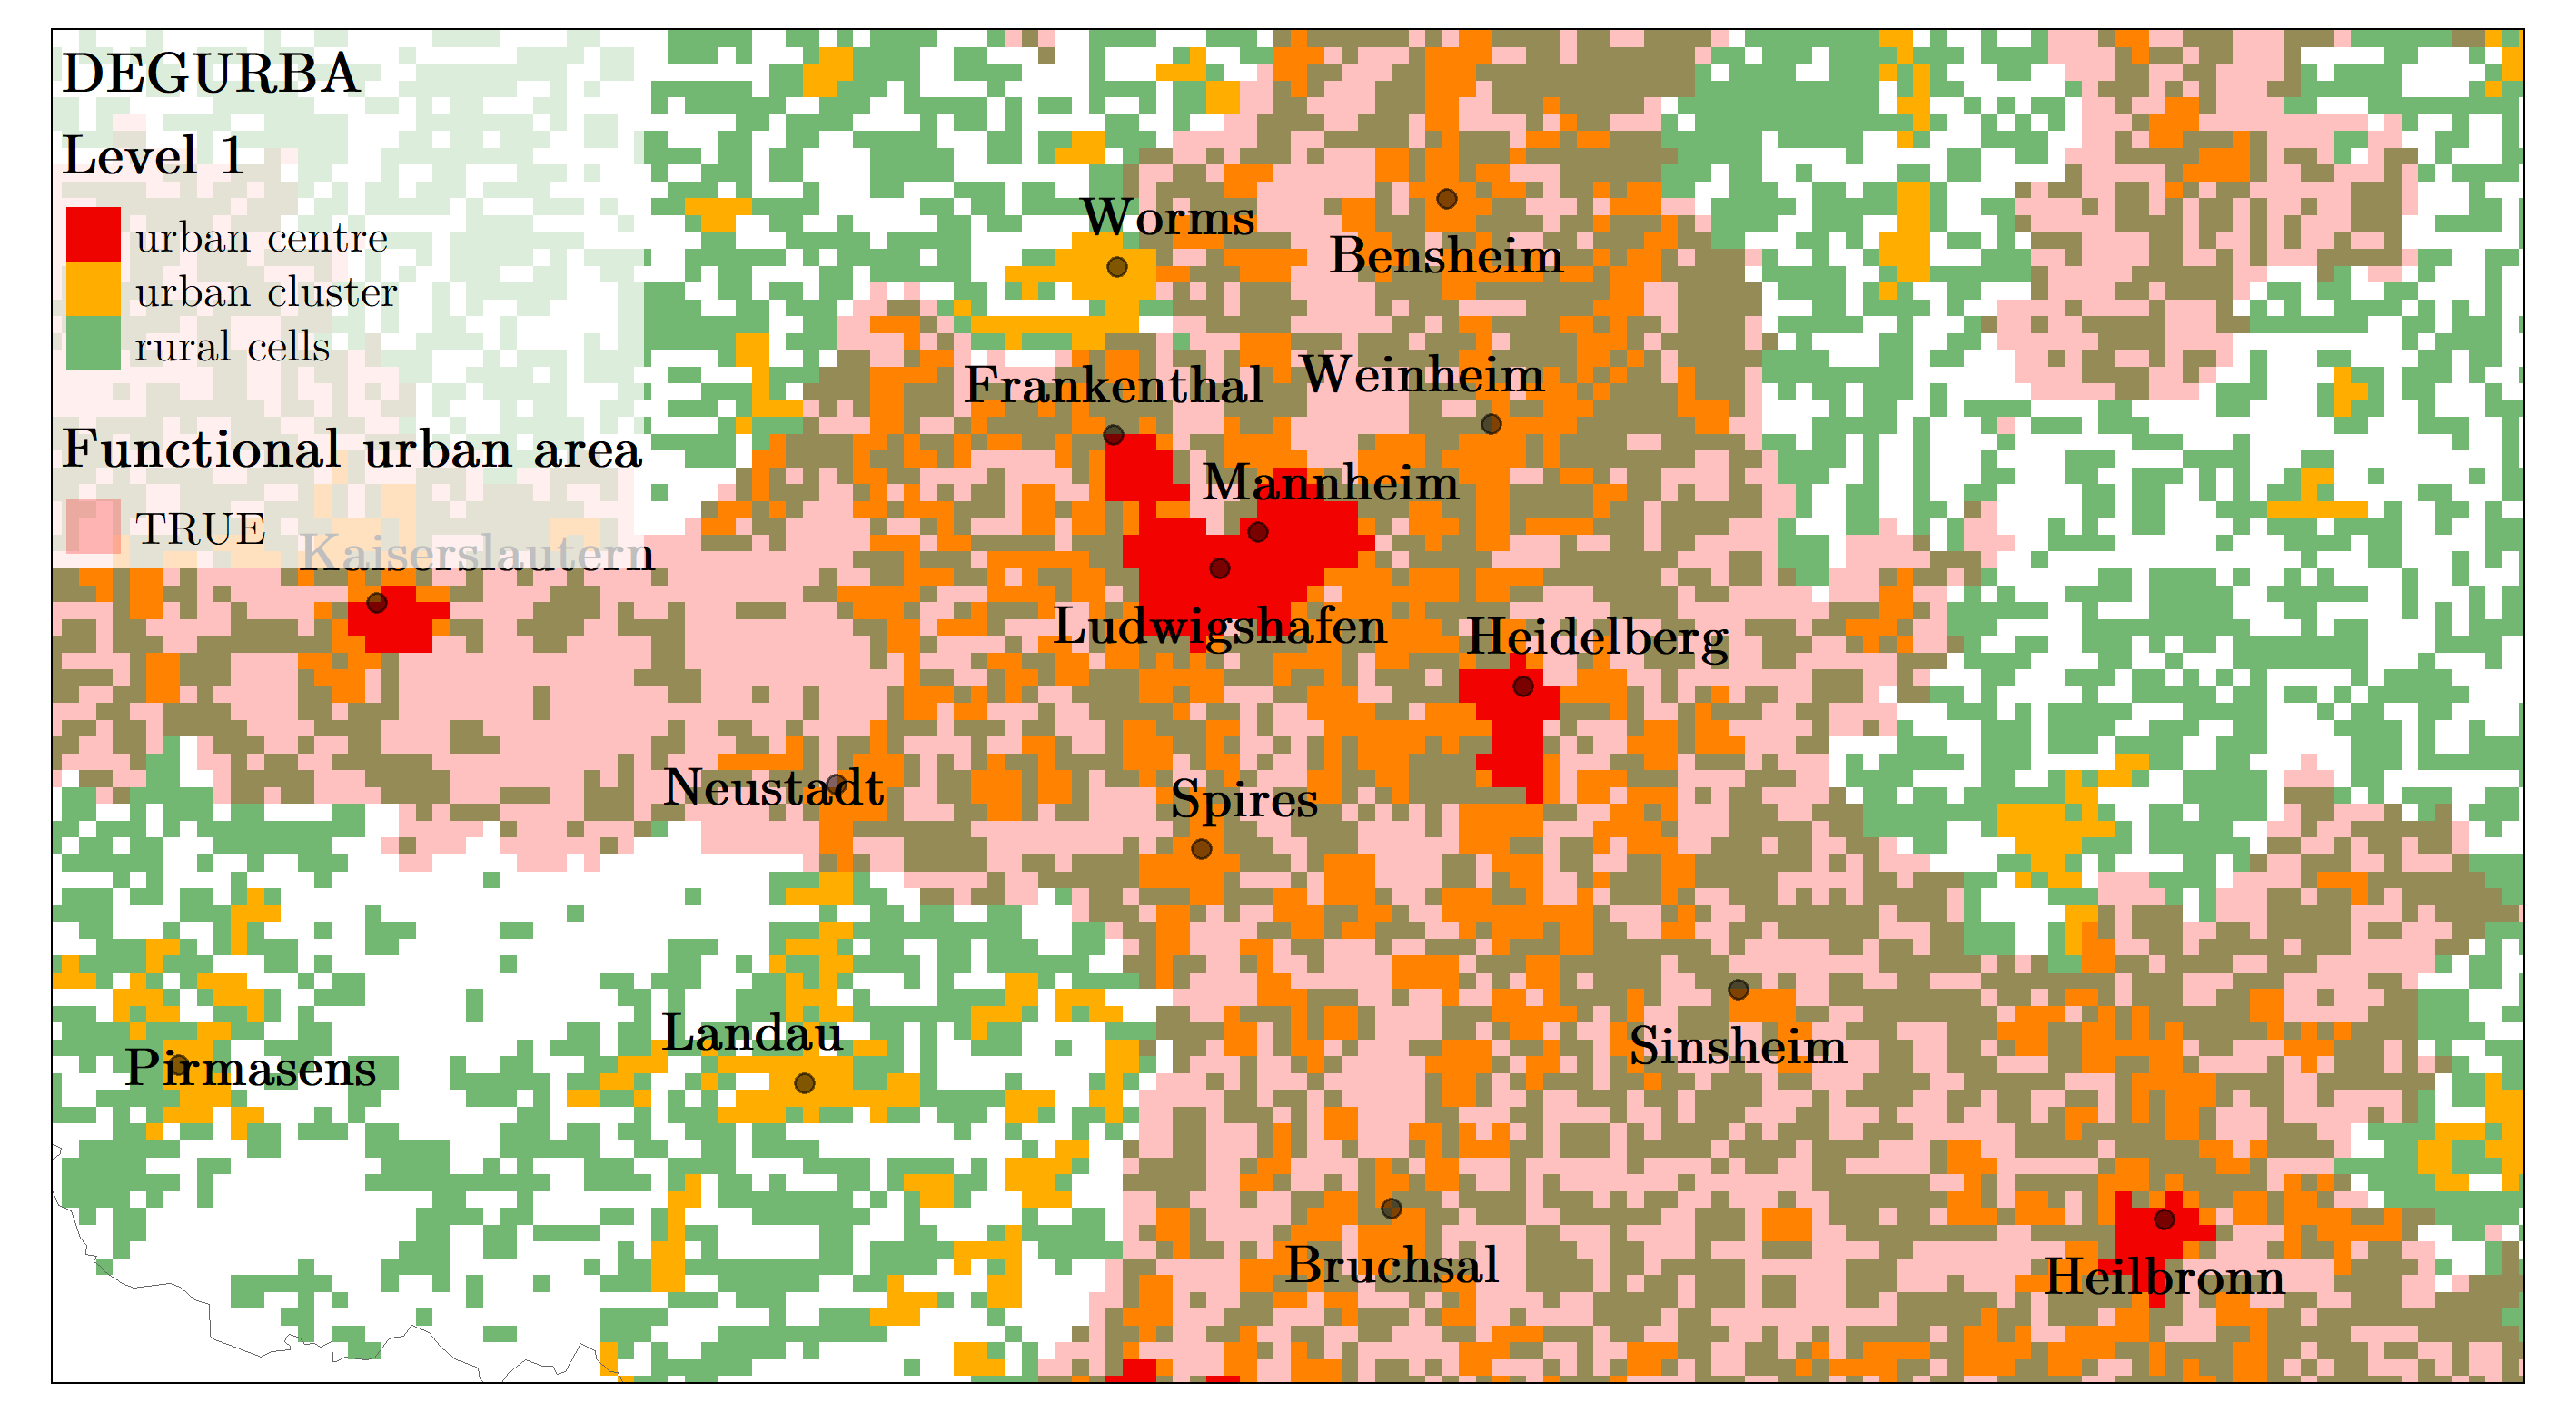 DEGURBA
Level 1
urban centre
urban cluster
rural cells
Functional urban area
TRUE
Worms
Bensheim
Frankenthal
Weinheim
Mannheim
Kaiserslautern
Ludwigshafen
Heidelberg
Neustadt
Spires
Landau
Pirmasens
Sinsheim
Bruchsal
Heilbronn